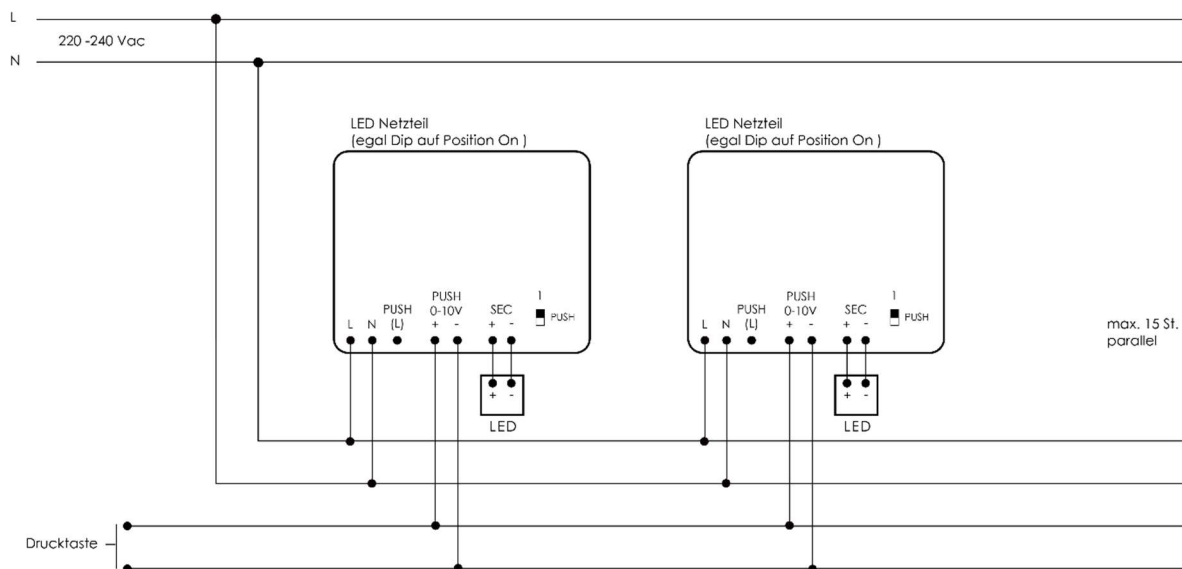 L
220 -240 Vac
N
LED Netzteil
(egal Dip auf Position On )
PUSH
(L)
PUSH
0-10V
SEC
1
PUSH
L N + - + -
+ -
LED
LED Netzteil
(egal Dip auf Position On )
PUSH
(L)
PUSH
0-10V
SEC
1
PUSH
L N + - + -
+ -
LED
max. 15 St.
parallel
Drucktaste